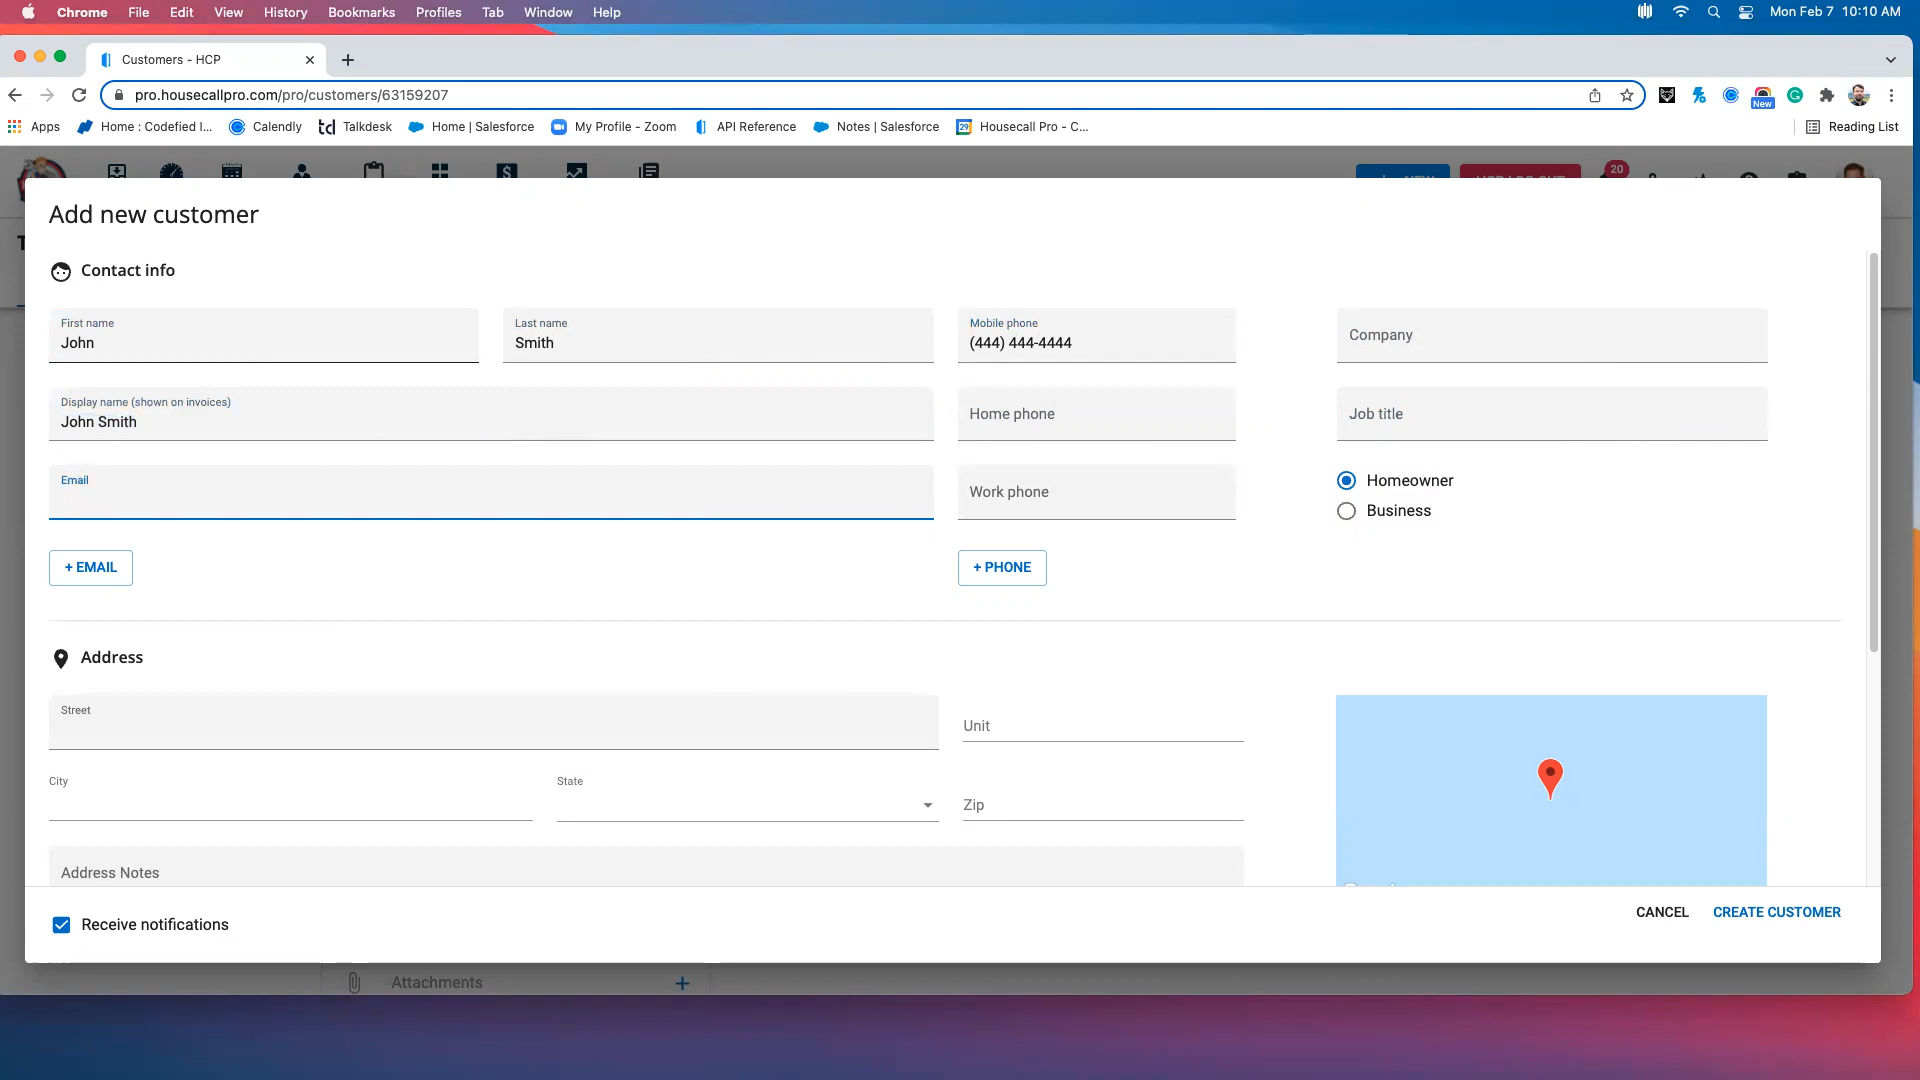 Chrome File Edit View History Bookmarks Profiles Tab Window Help Mon Feb 7 10:10 AM
Customers - HCP
pro.housecallpro.com/pro/customers/63159207
New
Apps Home : Codefied I... Calendly Talkdesk Home | Salesforce My Profile - Zoom API Reference Notes | Salesforce Housecall Pro - C... Reading List
20
Add new customer
Contact info
First name
John
Last name
Smith
Mobile phone
(444) 444-4444
Company
Display name (shown on invoices)
John Smith
Home phone
Job title
Email
Work phone
Homeowner
Business
+ EMAIL
+ PHONE
Address
Street
Unit
City
State
Zip
Address Notes
Receive notifications
CANCEL
CREATE CUSTOMER
Attachments